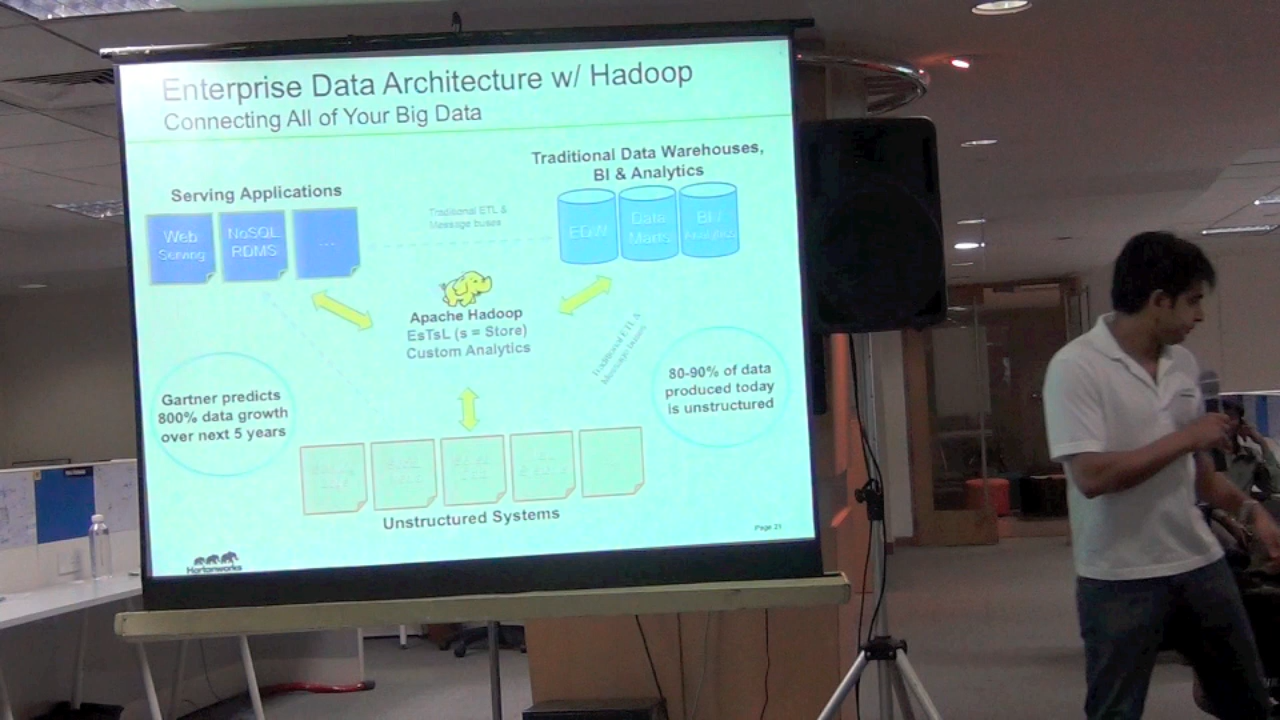 Enterprise Data Architecture w/ Hadoop
Connecting All of Your Big Data
Traditional Data Warehouses,
BI & Analytics
Serving Applications
Web
Serving
NoSQL
RDMS
...
Traditional ETL &
Message buses
EDW
Data
Marts
BI /
Analytics
Apache Hadoop
EsTsL (s = Store)
Custom Analytics
Traditional ETL &
Message buses
Gartner predicts
800% data growth
over next 5 years
80-90% of data
produced today
is unstructured
Unstructured Systems
Page 21
Hortonworks